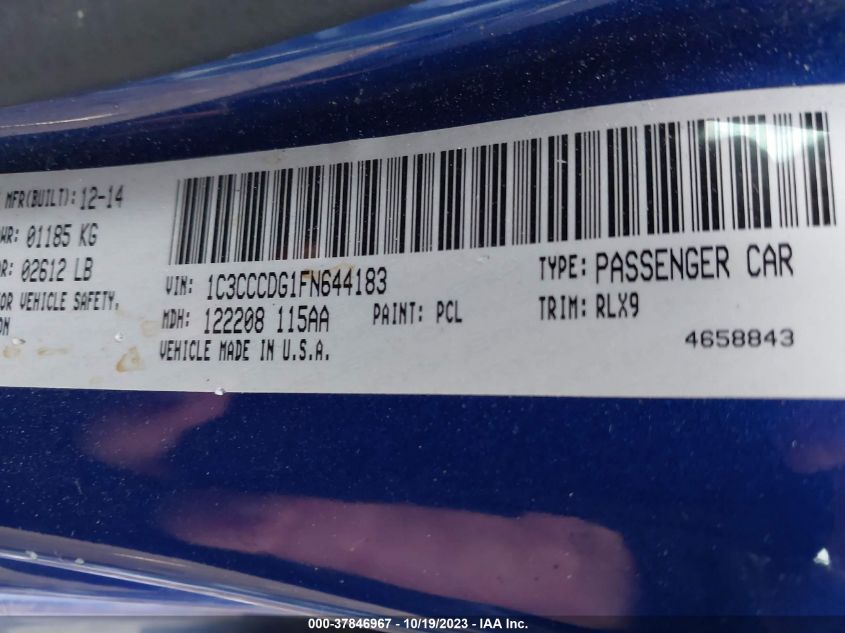 MFR(BUILT): 12-14
WR: 01185 KG
R: 02612 LB
OR VEHICLE SAFETY,
ON
VIN: 1C3CCCDG1FN644183
TYPE: PASSENGER CAR
MDH: 122208 115AA
PAINT: PCL
TRIM: RLX9
VEHICLE MADE IN U.S.A.
4658843
000-37846967 - 10/19/2023 - IAA Inc.